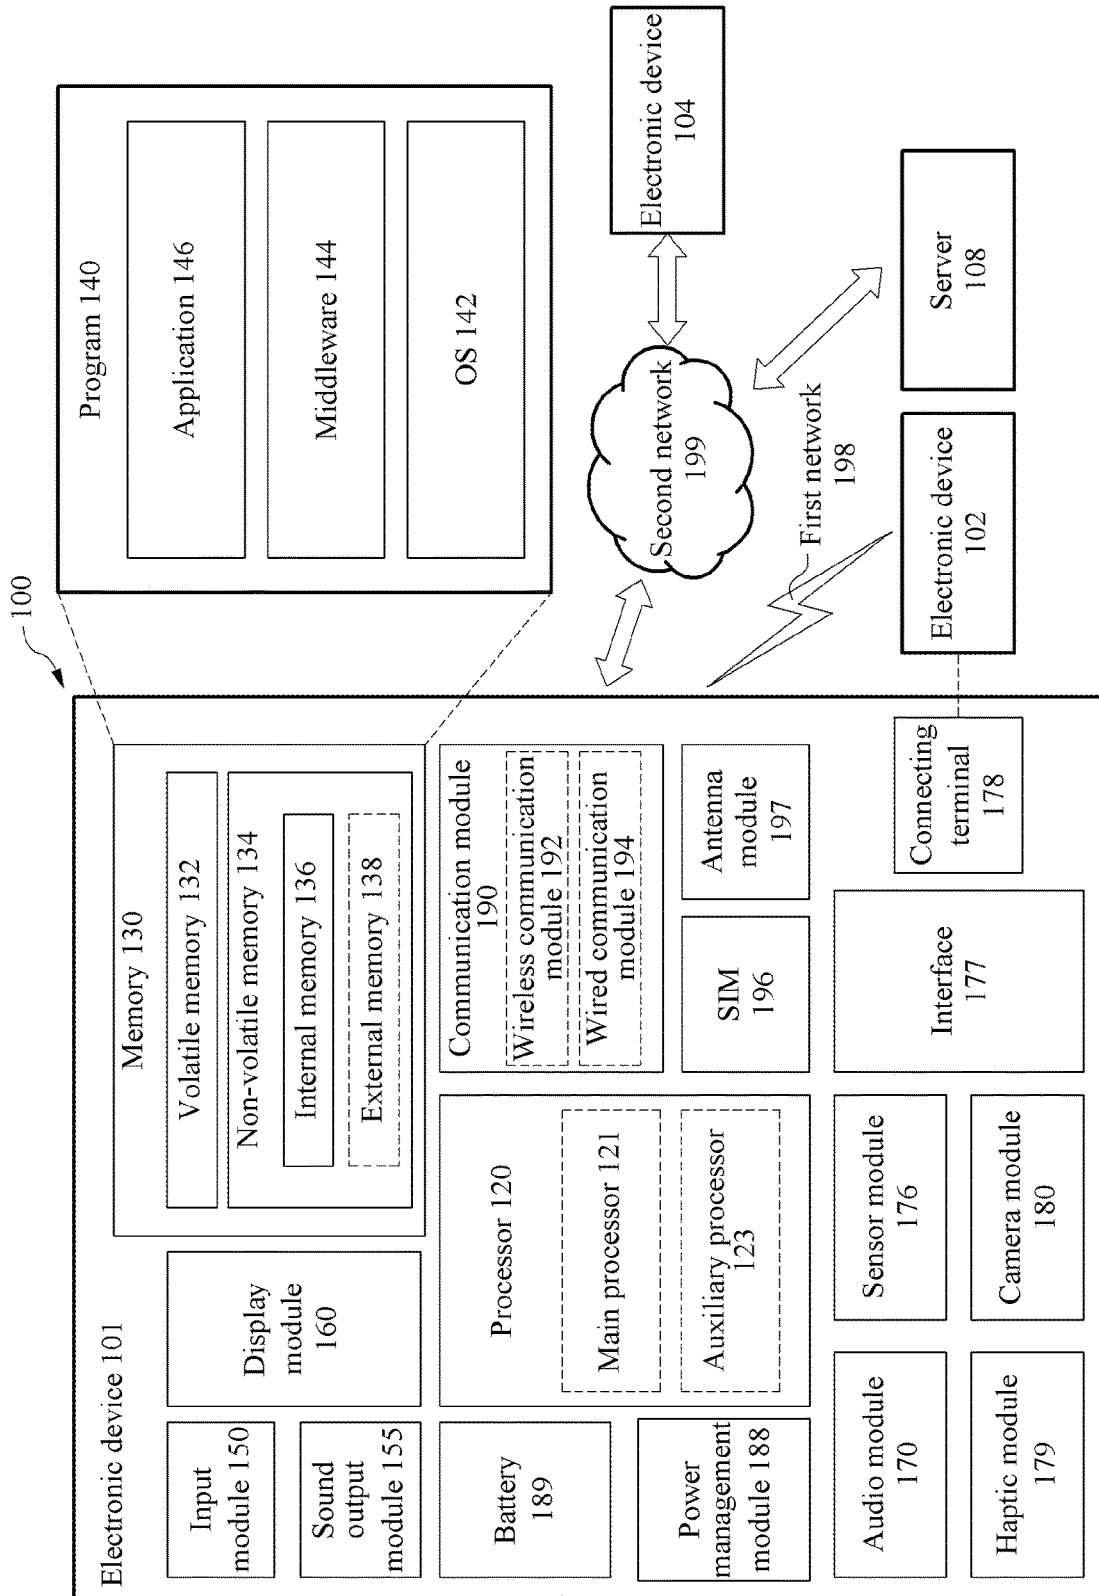 100
Electronic device 101
Input
module 150
Sound
output
module 155
Display
module
160
Memory 130
Volatile memory 132
Non-volatile memory 134
Internal memory 136
External memory 138
Program 140
Application 146
Middleware 144
OS 142
Battery
189
Power
management
module 188
Processor 120
Main processor 121
Auxiliary processor
123
Communication module
190
Wireless communication
module 192
Wired communication
module 194
SIM
196
Antenna
module
197
Second network
199
Electronic device
104
First network
198
Audio module
170
Haptic module
179
Sensor module
176
Camera module
180
Interface
177
Connecting
terminal
178
Electronic device
102
Server
108